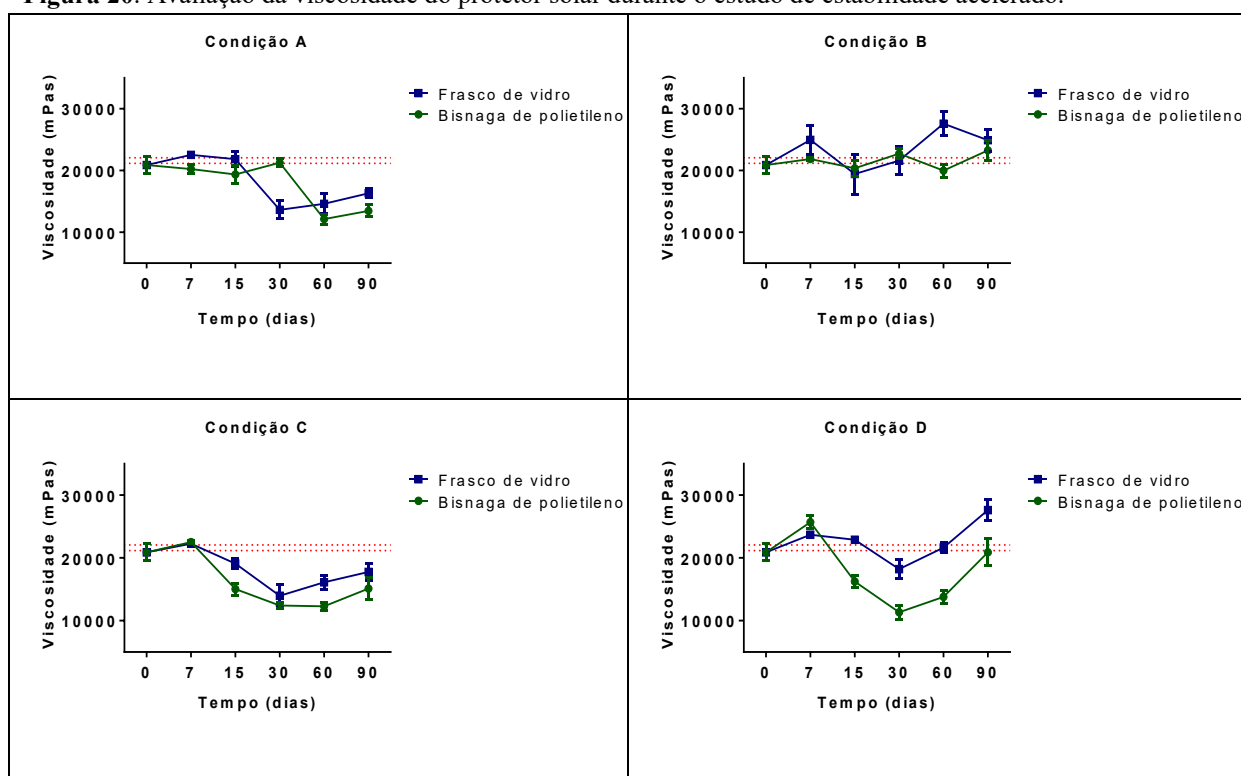 Figura 20. Avaliação da viscosidade do protetor solar durante o estudo de estabilidade acelerado.
Condição A
Viscosidade (mPas)
30000
20000
10000
0 7 15 30 60 90
Tempo (dias)
Frasco de vidro
Bisnaga de polietileno
Condição B
Viscosidade (mPas)
30000
20000
10000
0 7 15 30 60 90
Tempo (dias)
Frasco de vidro
Bisnaga de polietileno
Condição C
Viscosidade (mPas)
30000
20000
10000
0 7 15 30 60 90
Tempo (dias)
Frasco de vidro
Bisnaga de polietileno
Condição D
Viscosidade (mPas)
30000
20000
10000
0 7 15 30 60 90
Tempo (dias)
Frasco de vidro
Bisnaga de polietileno